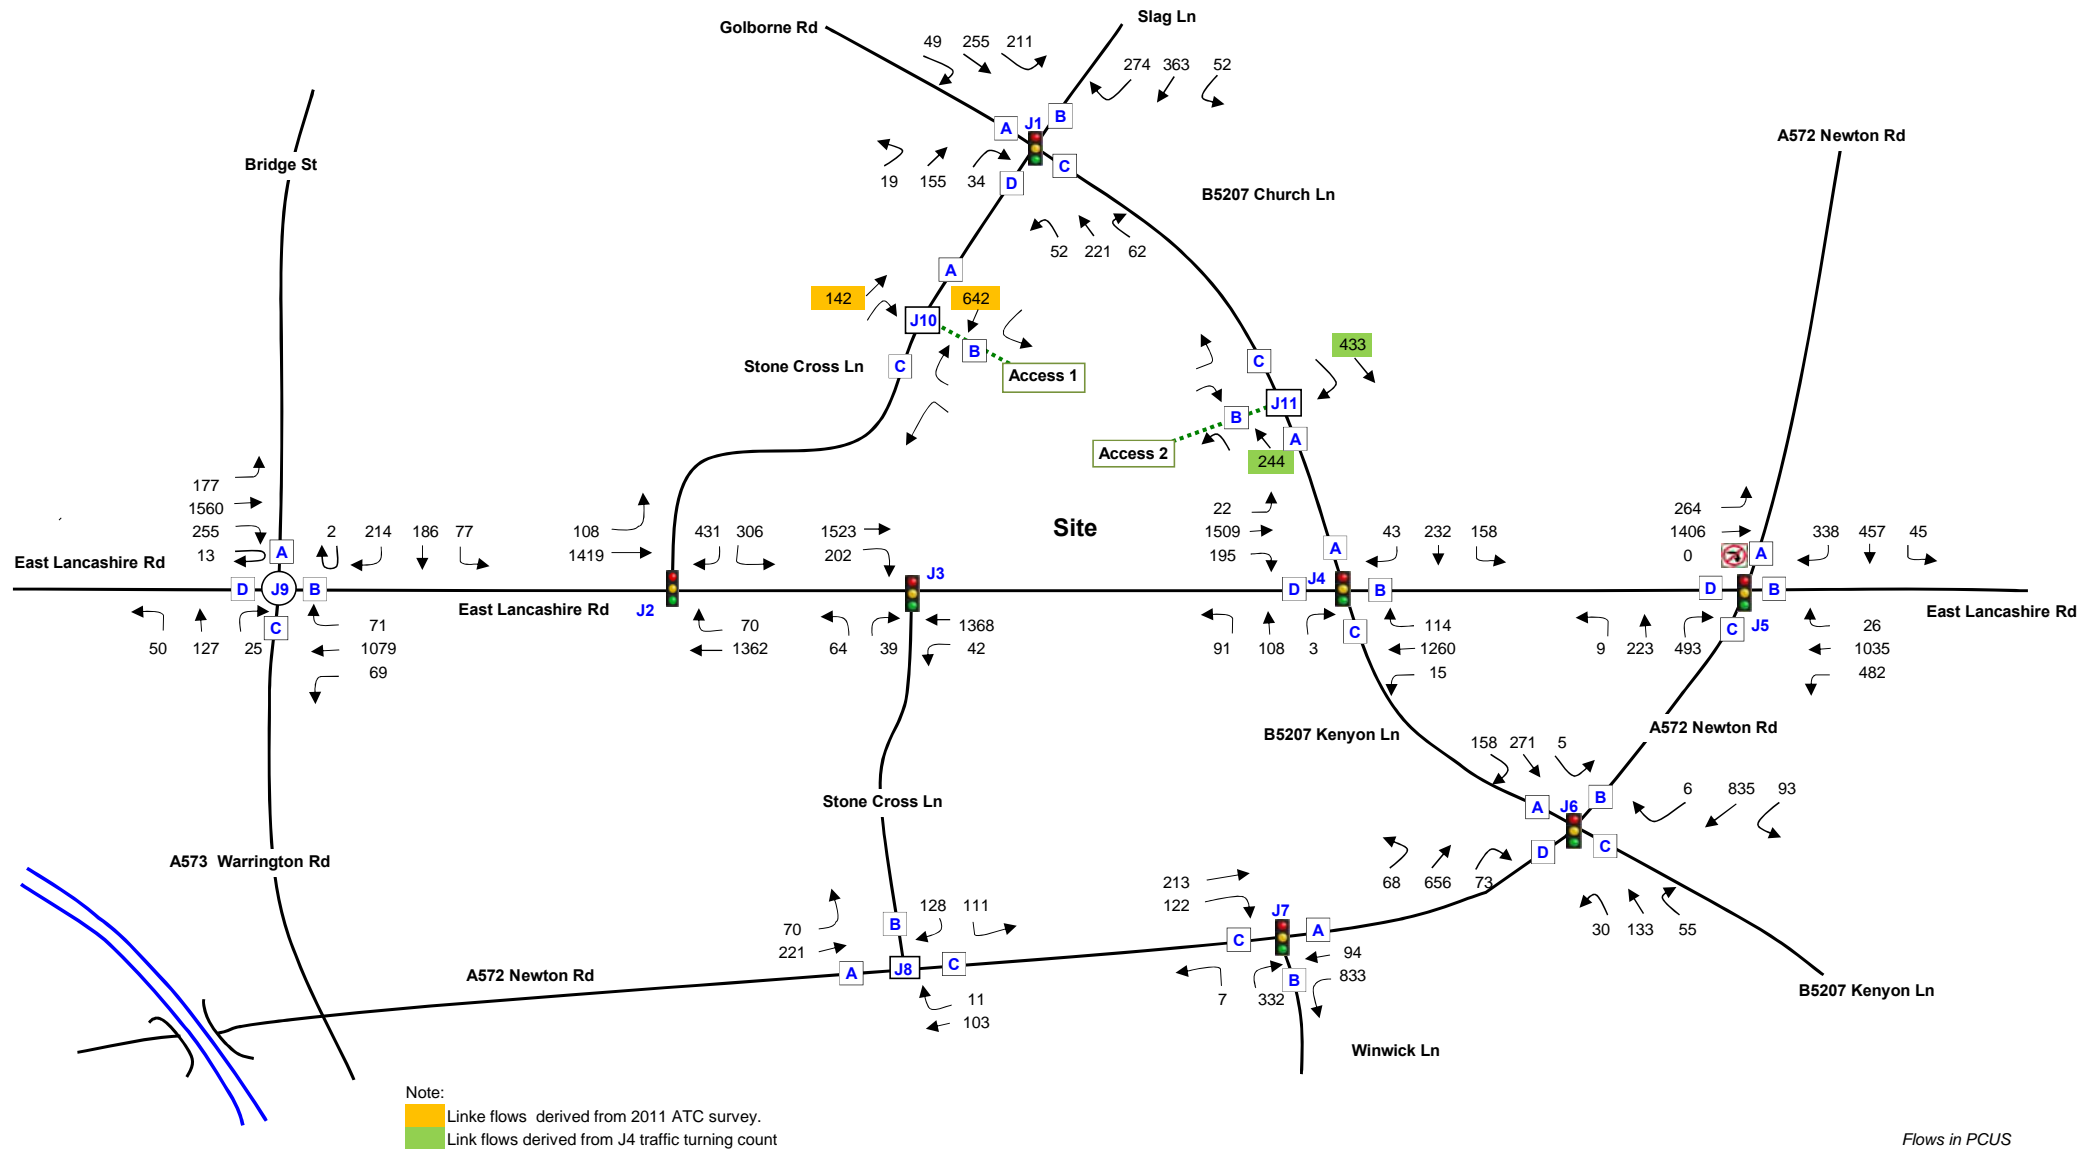 Slag Ln
Golborne Rd
49 255 211
274 363 52
A B J1 C D
A572 Newton Rd
Bridge St
19 155 34
B5207 Church Ln
52 221 62
A
142 642
J10
B
C
Stone Cross Ln
Access 1
433
C
J11
B
A
Access 2
244
177
1560
255
13
2 214 186 77
108
1419
431 306
1523
202
Site
22
1509
195
43 232 158
264
1406
0
338 457 45
East Lancashire Rd
A
D J9 B
C
East Lancashire Rd
J2
J3
A
D J4 B
C
A
D B
C J5
East Lancashire Rd
50 127 25
71
1079
69
70
1362
64 39
1368
42
91 108 3
114
1260
15
9 223 493
26
1035
482
B5207 Kenyon Ln
A572 Newton Rd
158 271 5
6 835 93
Stone Cross Ln
A J6 B
D C
A573 Warrington Rd
68 656 73
30 133 55
213
122
J7
C A
B
94
833
7 332
70
221
128 111
B
A J8 C
11
103
A572 Newton Rd
B5207 Kenyon Ln
Winwick Ln
Note:
Linke flows derived from 2011 ATC survey.
Link flows derived from J4 traffic turning count
Flows in PCUS